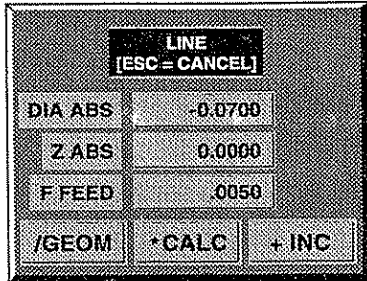 LINE
[ESC = CANCEL]
DIA ABS -0.0700
Z ABS 0.0000
F FEED .0050
/GEOM *CALC + INC